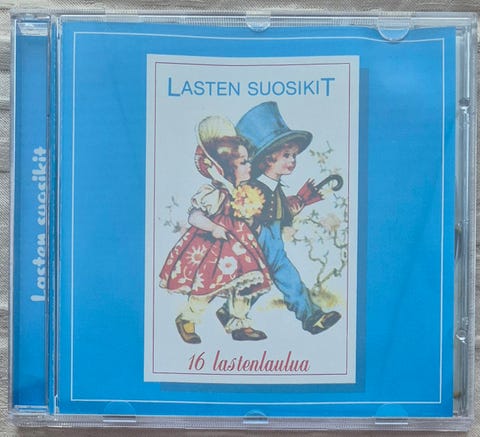 Lasten suosikit
LASTEN SUOSIKIT
16 lastenlaulua